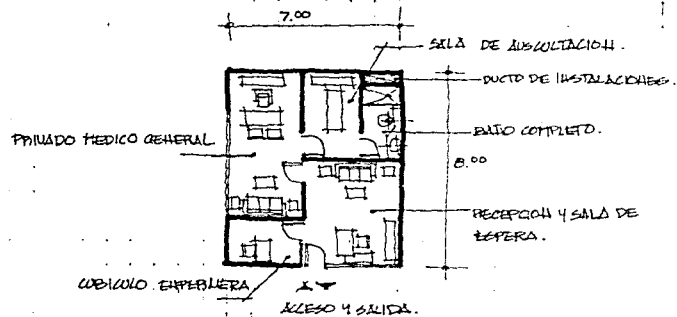 7.00
SALA DE AUSCULTACION.
DUCTO DE INSTALACIONES.
PRIVADO MEDICO GENERAL
BAÑO COMPLETO.
8.00
RECEPCION Y SALA DE
ESPERA.
CUBICULO ENFERMERA
ACCESO Y SALIDA.